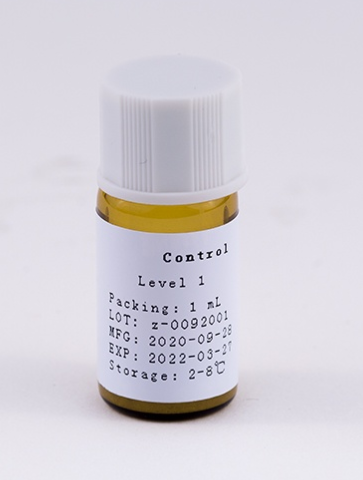 Control
Level 1
Packing: 1 mL
LOT: z-0092001
MFG: 2020-09-28
EXP: 2022-03-27
Storage: 2-8℃